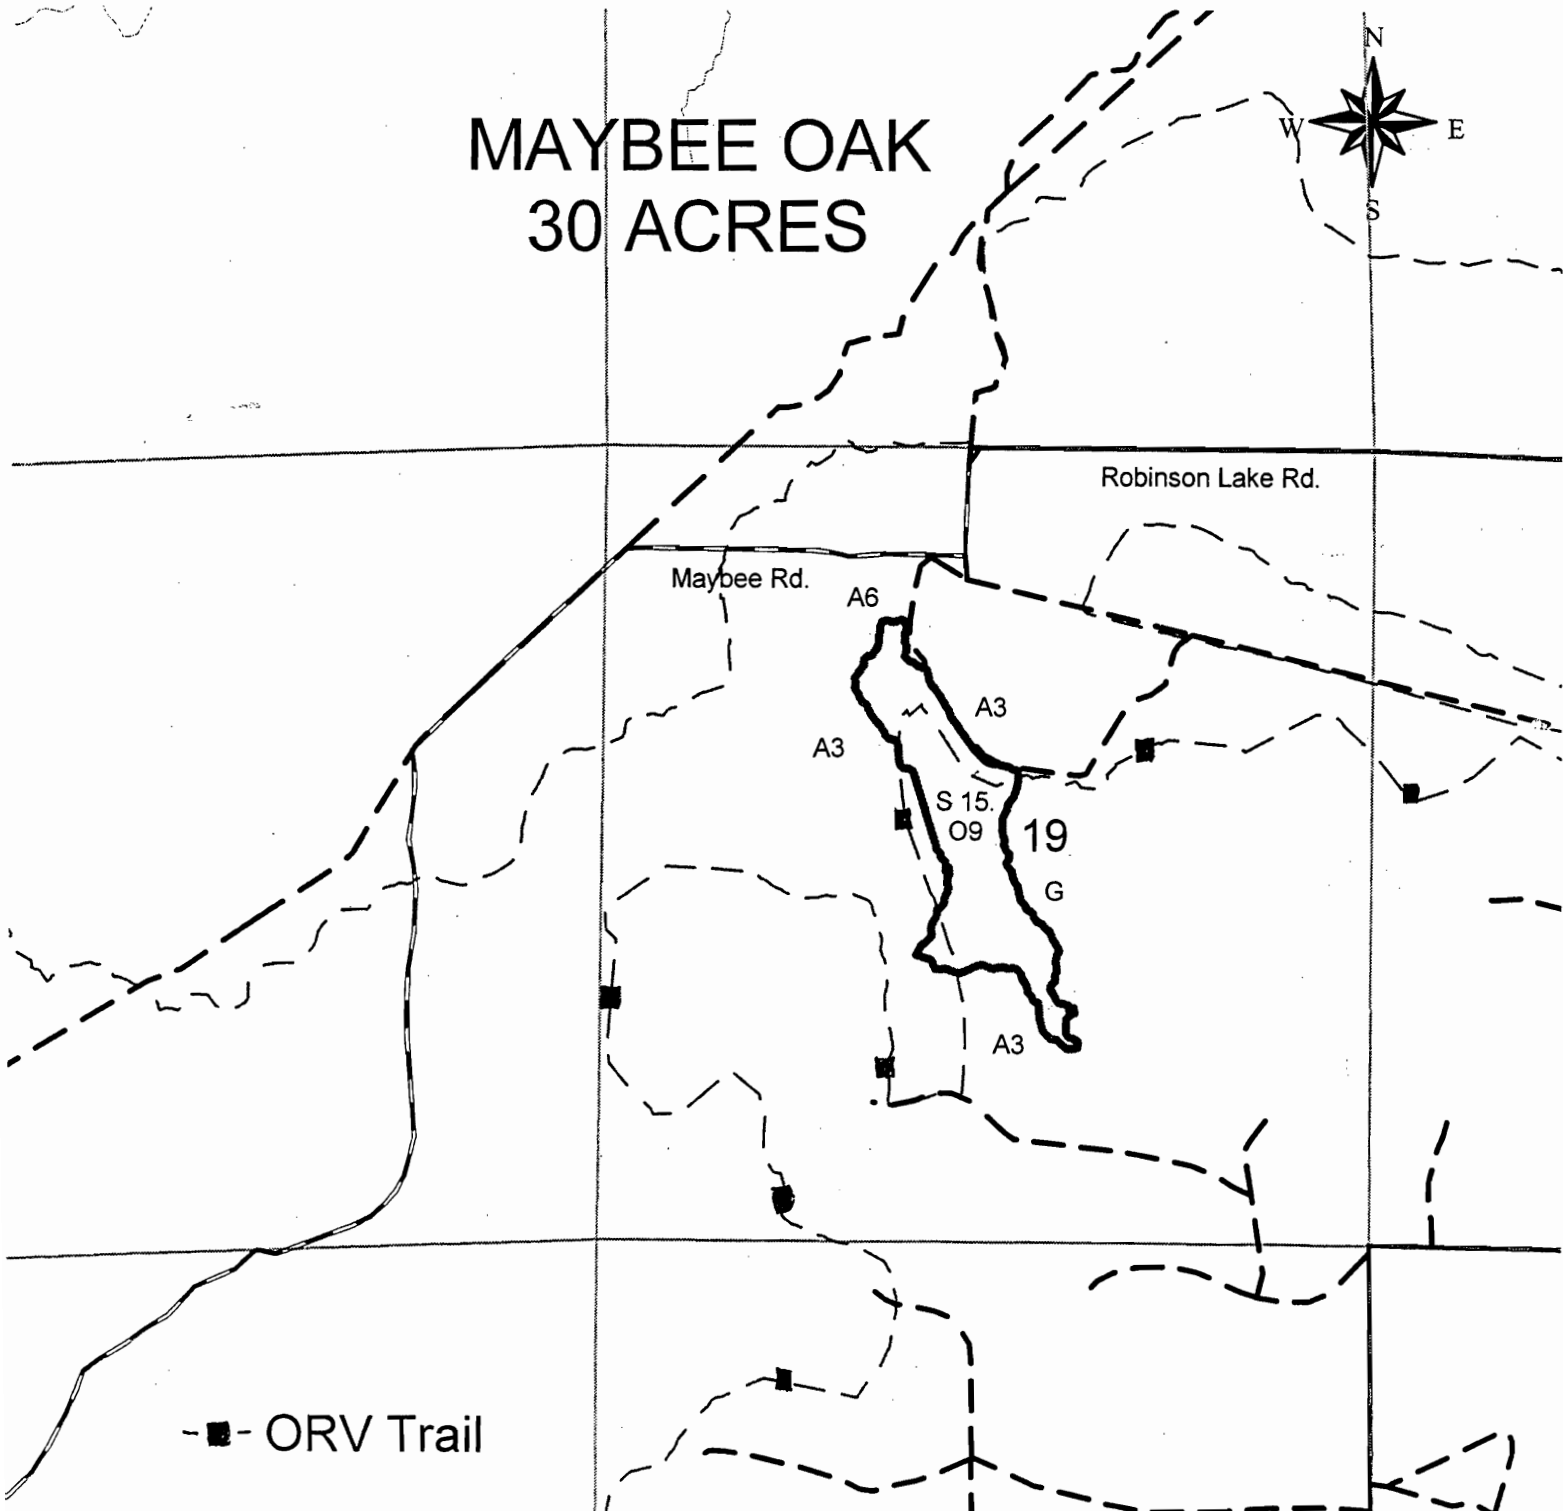 MAYBEE OAK
30 ACRES
N
W
E
S
Robinson Lake Rd.
Maybee Rd.
A6
A3
A3
S 15.
O9
19
G
A3
ORV Trail